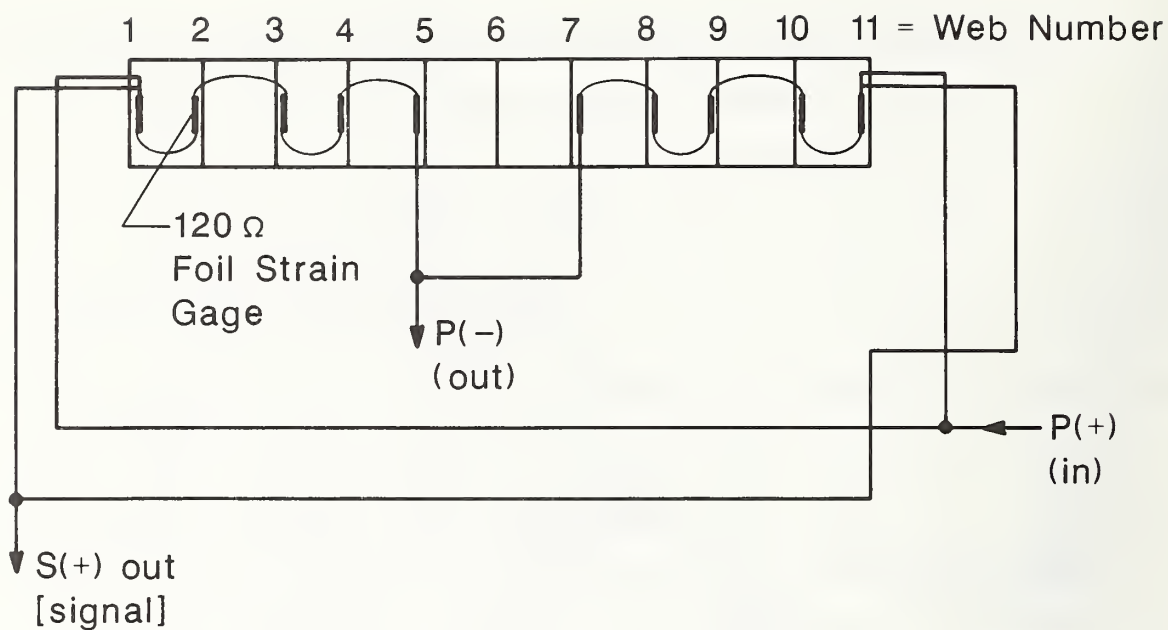 1 2 3 4 5 6 7 8 9 10 11 = Web Number
120 Ω
Foil Strain
Gage
P(−)
(out)
P(+)
(in)
S(+) out
[signal]